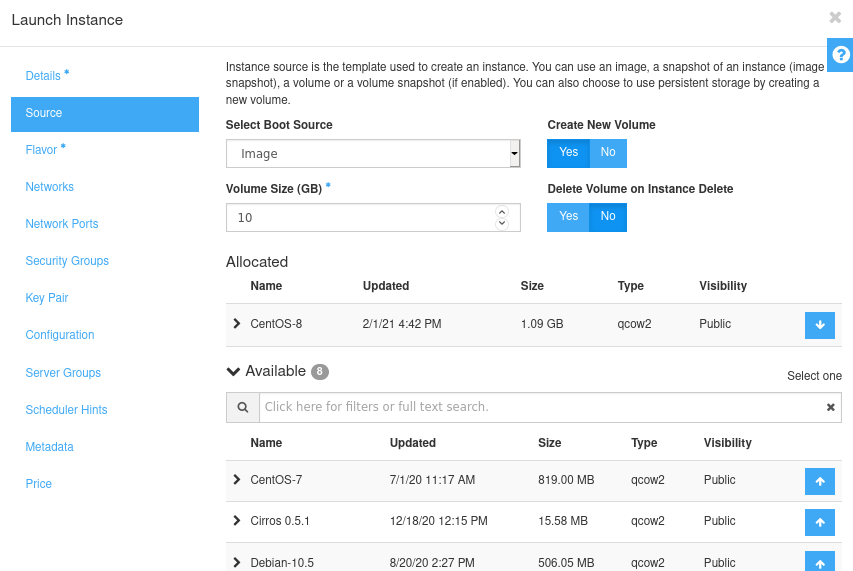 Launch Instance
Details *
Source
Flavor *
Networks
Network Ports
Security Groups
Key Pair
Configuration
Server Groups
Scheduler Hints
Metadata
Price
?
Instance source is the template used to create an instance. You can use an image, a snapshot of an instance (image
snapshot), a volume or a volume snapshot (if enabled). You can also choose to use persistent storage by creating a
new volume.
Select Boot Source
Image
Create New Volume
Yes No
Volume Size (GB) *
10
Delete Volume on Instance Delete
Yes No
Allocated
Name Updated Size Type Visibility
CentOS-8 2/1/21 4:42 PM 1.09 GB qcow2 Public
Available 8
Select one
Click here for filters or full text search.
Name Updated Size Type Visibility
CentOS-7 7/1/20 11:17 AM 819.00 MB qcow2 Public
Cirros 0.5.1 12/18/20 12:15 PM 15.58 MB qcow2 Public
Debian-10.5 8/20/20 2:27 PM 506.05 MB qcow2 Public